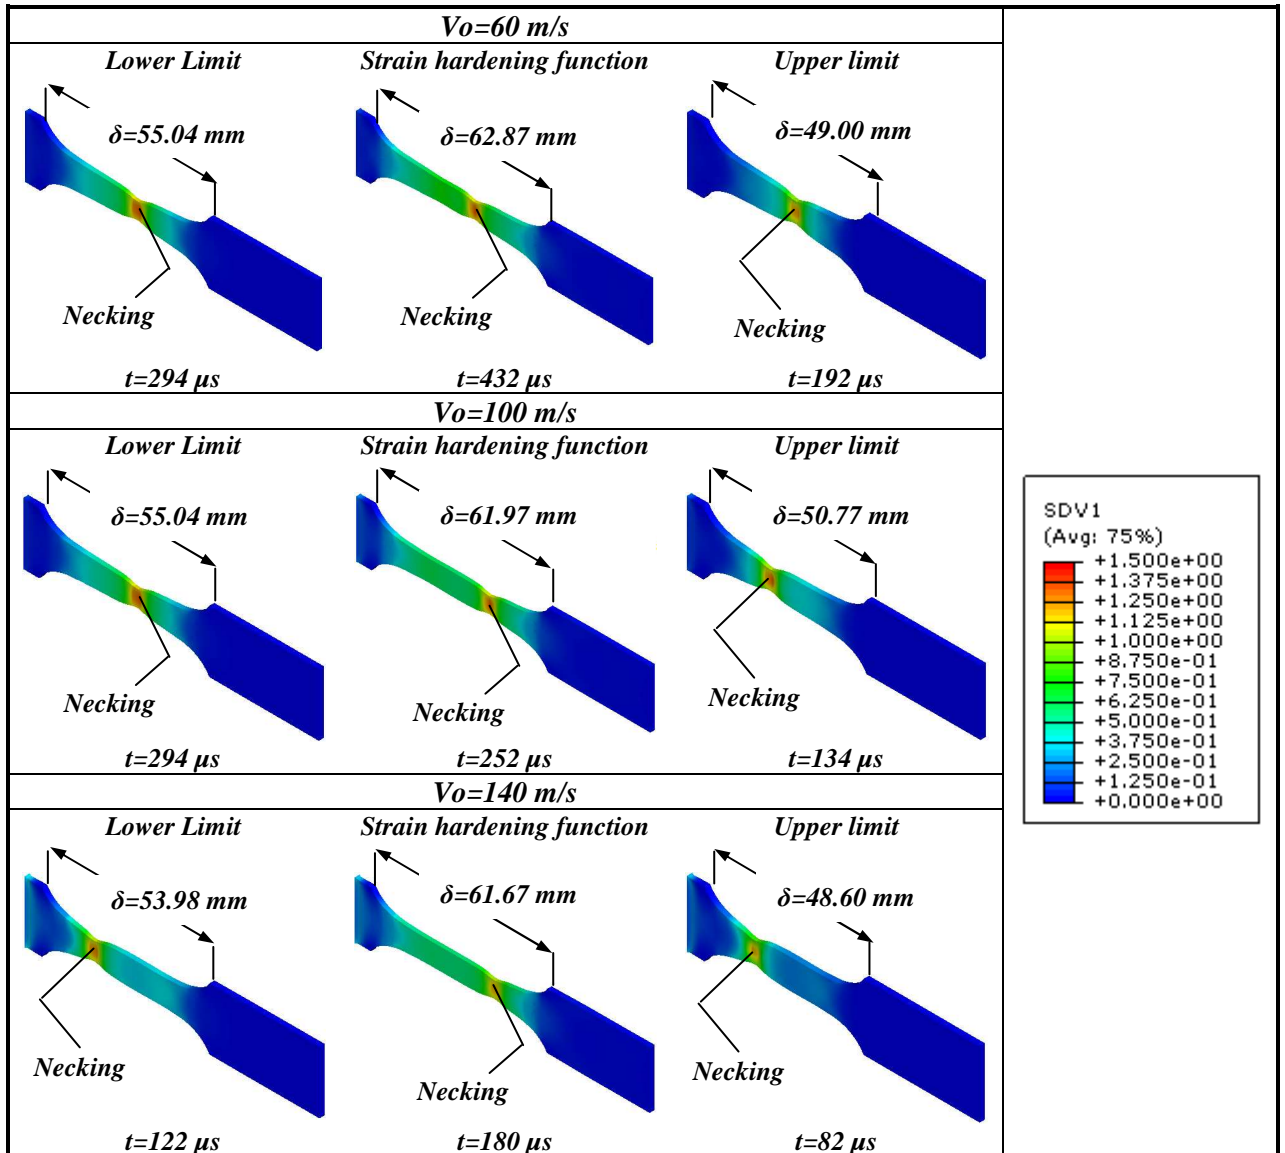 Vo=60 m/s
Lower Limit
Strain hardening function
Upper limit
δ=55.04 mm
δ=62.87 mm
δ=49.00 mm
Necking
Necking
Necking
t=294 µs
t=432 µs
t=192 µs
Vo=100 m/s
Lower Limit
Strain hardening function
Upper limit
δ=55.04 mm
δ=61.97 mm
δ=50.77 mm
Necking
Necking
Necking
t=294 µs
t=252 µs
t=134 µs
Vo=140 m/s
Lower Limit
Strain hardening function
Upper limit
δ=53.98 mm
δ=61.67 mm
δ=48.60 mm
Necking
Necking
Necking
t=122 µs
t=180 µs
t=82 µs
SDV1
(Avg: 75%)
+1.500e+00
+1.375e+00
+1.250e+00
+1.125e+00
+1.000e+00
+8.750e-01
+7.500e-01
+6.250e-01
+5.000e-01
+3.750e-01
+2.500e-01
+1.250e-01
+0.000e+00